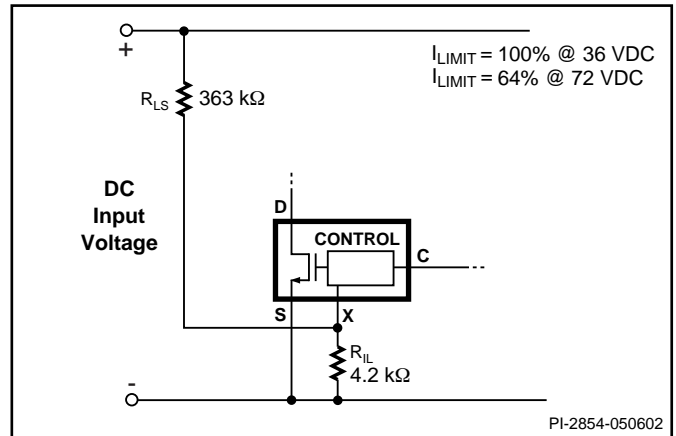 +
I_LIMIT = 100% @ 36 VDC
I_LIMIT = 64% @ 72 VDC
R_LS 363 kΩ
DC
Input
Voltage
D
CONTROL
C
S
X
R_IL
4.2 kΩ
-
PI-2854-050602